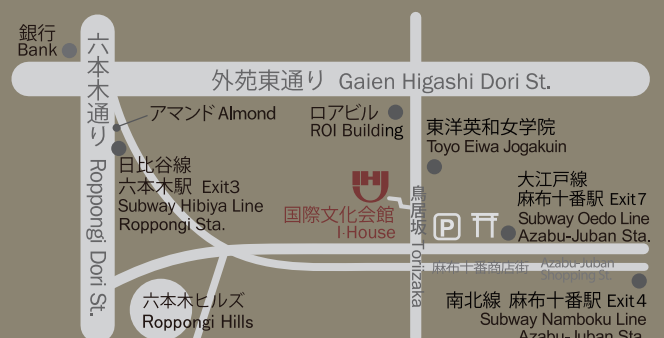 銀行
Bank
六本木通り Roppongi Dori St.
外苑東通り Gaien Higashi Dori St.
アマンド Almond
ロアビル
ROI Building
東洋英和女学院
Toyo Eiwa Jogakuin
日比谷線
六本木駅 Exit3
Subway Hibiya Line
Roppongi Sta.
国際文化会館
I-House
鳥居坂 Toriizaka
P
大江戸線
麻布十番駅 Exit7
Subway Oedo Line
Azabu-Juban Sta.
麻布十番商店街
Azabu-Juban
Shopping St.
六本木ヒルズ
Roppongi Hills
南北線 麻布十番駅 Exit4
Subway Namboku Line
Azabu-Juban Sta.